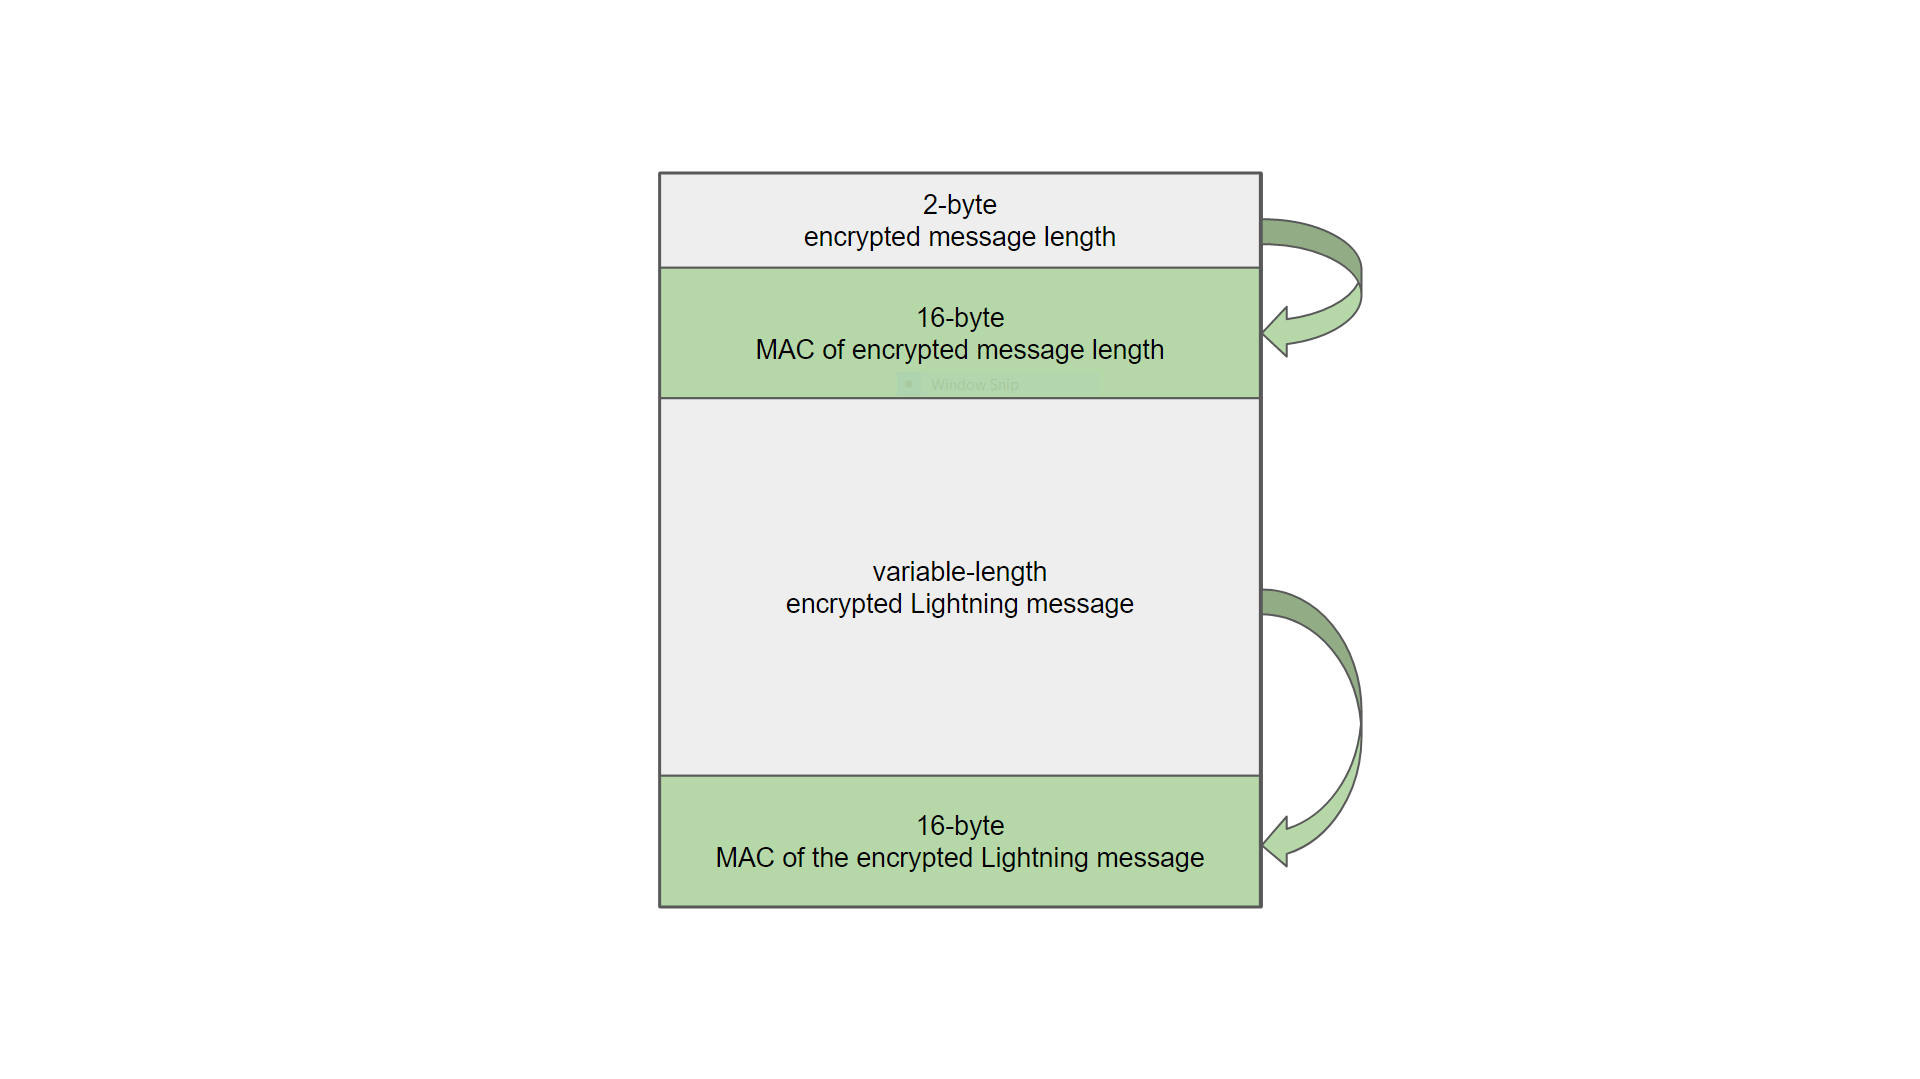 2-byte
encrypted message length
16-byte
MAC of encrypted message length
Window Snip
variable-length
encrypted Lightning message
16-byte
MAC of the encrypted Lightning message